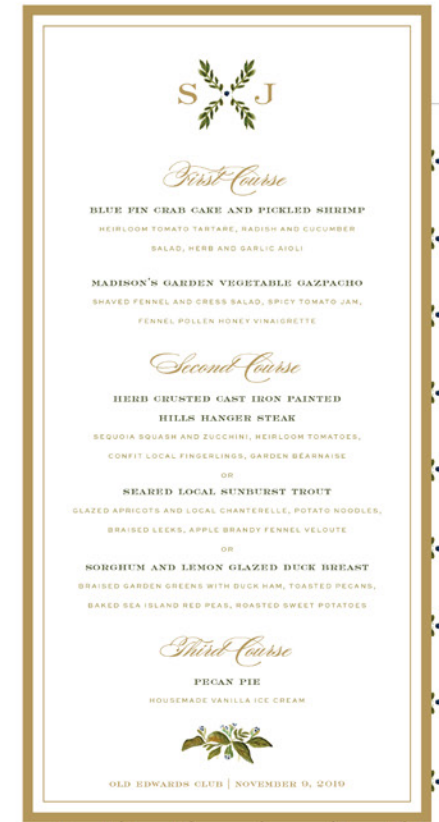 S J
First Course
BLUE FIN CRAB CAKE AND PICKLED SHRIMP
HEIRLOOM TOMATO TARTARE, RADISH AND CUCUMBER
SALAD, HERB AND GARLIC AIOLI
MADISON'S GARDEN VEGETABLE GAZPACHO
SHAVED FENNEL AND CRESS SALAD, SPICY TOMATO JAM,
FENNEL POLLEN HONEY VINAIGRETTE
Second Course
HERB CRUSTED CAST IRON PAINTED
HILLS HANGER STEAK
SEQUOIA SQUASH AND ZUCCHINI, HEIRLOOM TOMATOES,
CONFIT LOCAL FINGERLINGS, GARDEN BÉARNAISE
OR
SEARED LOCAL SUNBURST TROUT
GLAZED APRICOTS AND LOCAL CHANTERELLE, POTATO NOODLES,
BRAISED LEEKS, APPLE BRANDY FENNEL VELOUTE
OR
SORGHUM AND LEMON GLAZED DUCK BREAST
BRAISED GARDEN GREENS WITH DUCK HAM, TOASTED PECANS,
BAKED SEA ISLAND RED PEAS, ROASTED SWEET POTATOES
Third Course
PECAN PIE
HOUSEMADE VANILLA ICE CREAM
OLD EDWARDS CLUB | NOVEMBER 9, 2019